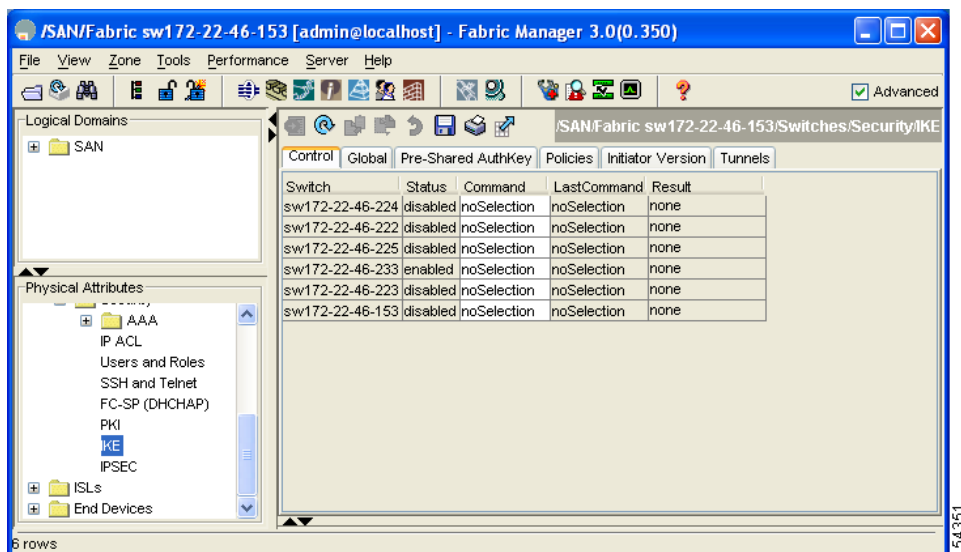 /SAN/Fabric sw172-22-46-153 [admin@localhost] - Fabric Manager 3.0(0.350)
File View Zone Tools Performance Server Help
Advanced
Logical Domains
SAN
/SAN/Fabric sw172-22-46-153/Switches/Security/IKE
Control Global Pre-Shared AuthKey Policies Initiator Version Tunnels
Switch Status Command LastCommand Result
sw172-22-46-224 disabled noSelection noSelection none
sw172-22-46-222 disabled noSelection noSelection none
sw172-22-46-225 disabled noSelection noSelection none
sw172-22-46-233 enabled noSelection noSelection none
sw172-22-46-223 disabled noSelection noSelection none
sw172-22-46-153 disabled noSelection noSelection none
Physical Attributes
AAA
IP ACL
Users and Roles
SSH and Telnet
FC-SP (DHCHAP)
PKI
IKE
IPSEC
ISLs
End Devices
6 rows